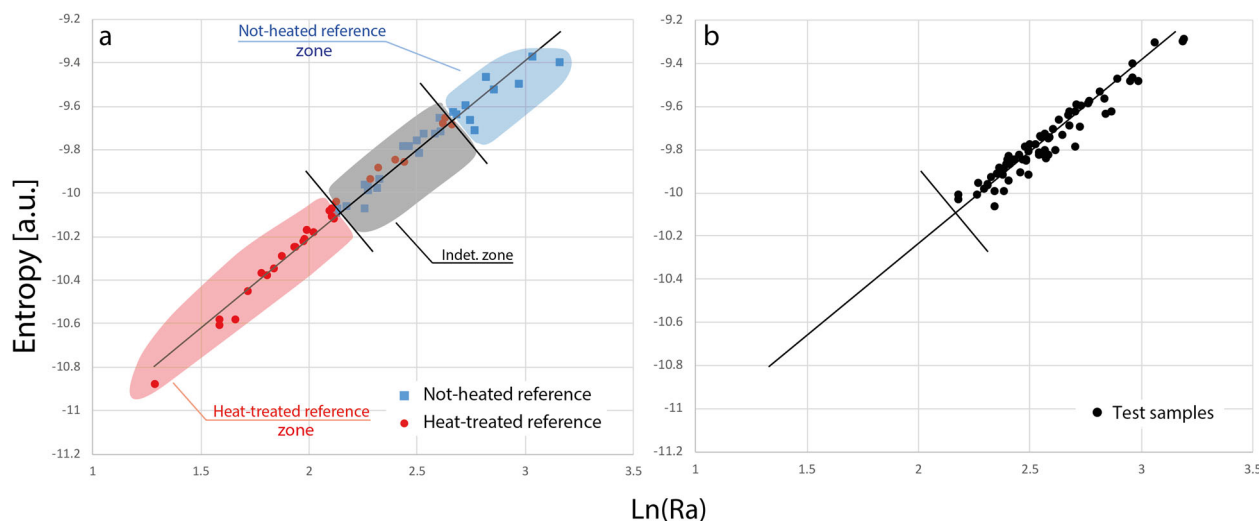 a
Not-heated reference
zone
Indet. zone
Heat-treated reference
zone
Not-heated reference
Heat-treated reference
-9.2
-9.4
-9.6
-9.8
-10
-10.2
-10.4
-10.6
-10.8
-11
-11.2
1
1.5
2
2.5
3
3.5
Entropy [a.u.]
b
Test samples
-9.2
-9.4
-9.6
-9.8
-10
-10.2
-10.4
-10.6
-10.8
-11
-11.2
1
1.5
2
2.5
3
3.5
Ln(Ra)